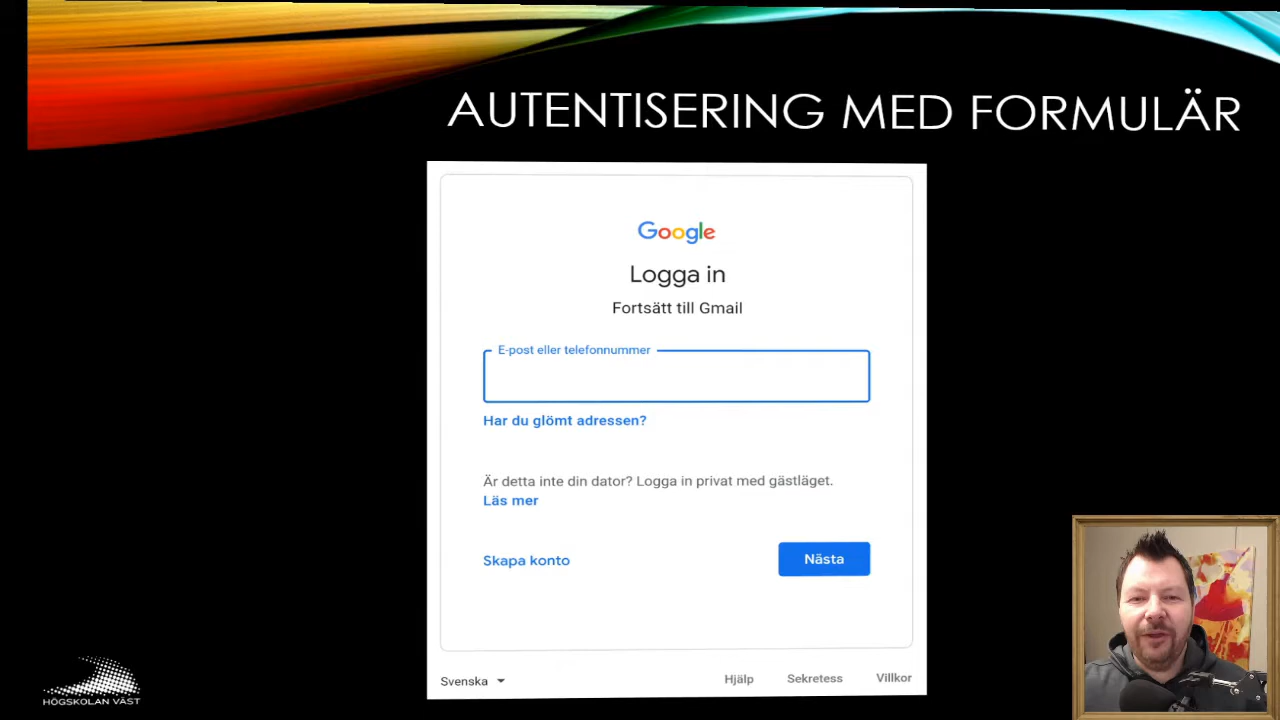 AUTENTISERING MED FORMULÄR
Google
Logga in
Fortsätt till Gmail
E-post eller telefonnummer
Har du glömt adressen?
Är detta inte din dator? Logga in privat med gästläget.
Läs mer
Skapa konto
Nästa
Svenska
Hjälp
Sekretess
Villkor
HÖGSKOLAN VÄST